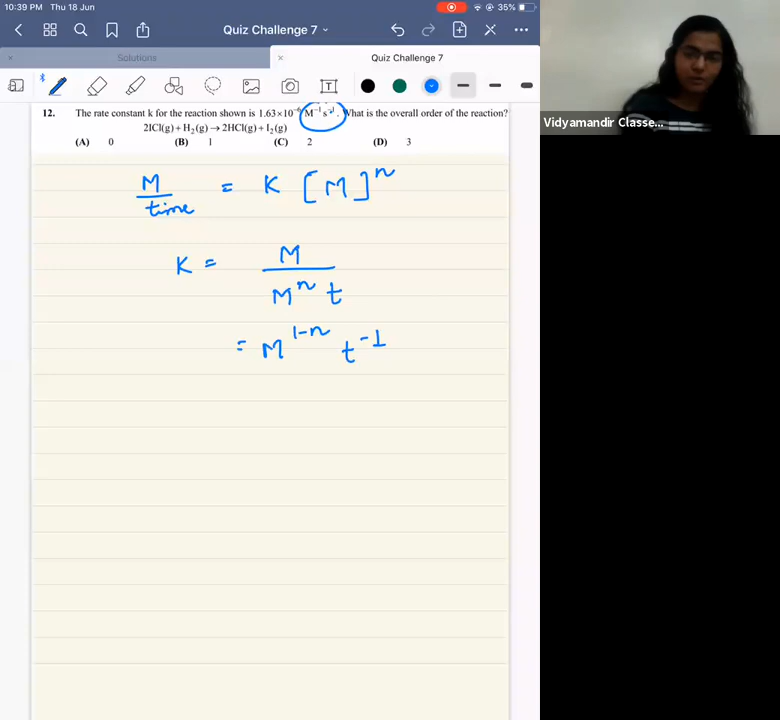 10:39 PM Thu 18 Jun 35%
Quiz Challenge 7
Solutions
Quiz Challenge 7
T
12. The rate constant k for the reaction shown is 1.63×10⁻⁶ M⁻¹ s⁻¹. What is the overall order of the reaction?
2ICl(g) + H₂(g) → 2HCl(g) + I₂(g)
(A) 0 (B) 1 (C) 2 (D) 3
M/time = K [M]ⁿ
K = M/Mⁿ t
= M¹⁻ⁿ t⁻¹
Vidyamandir Classe...